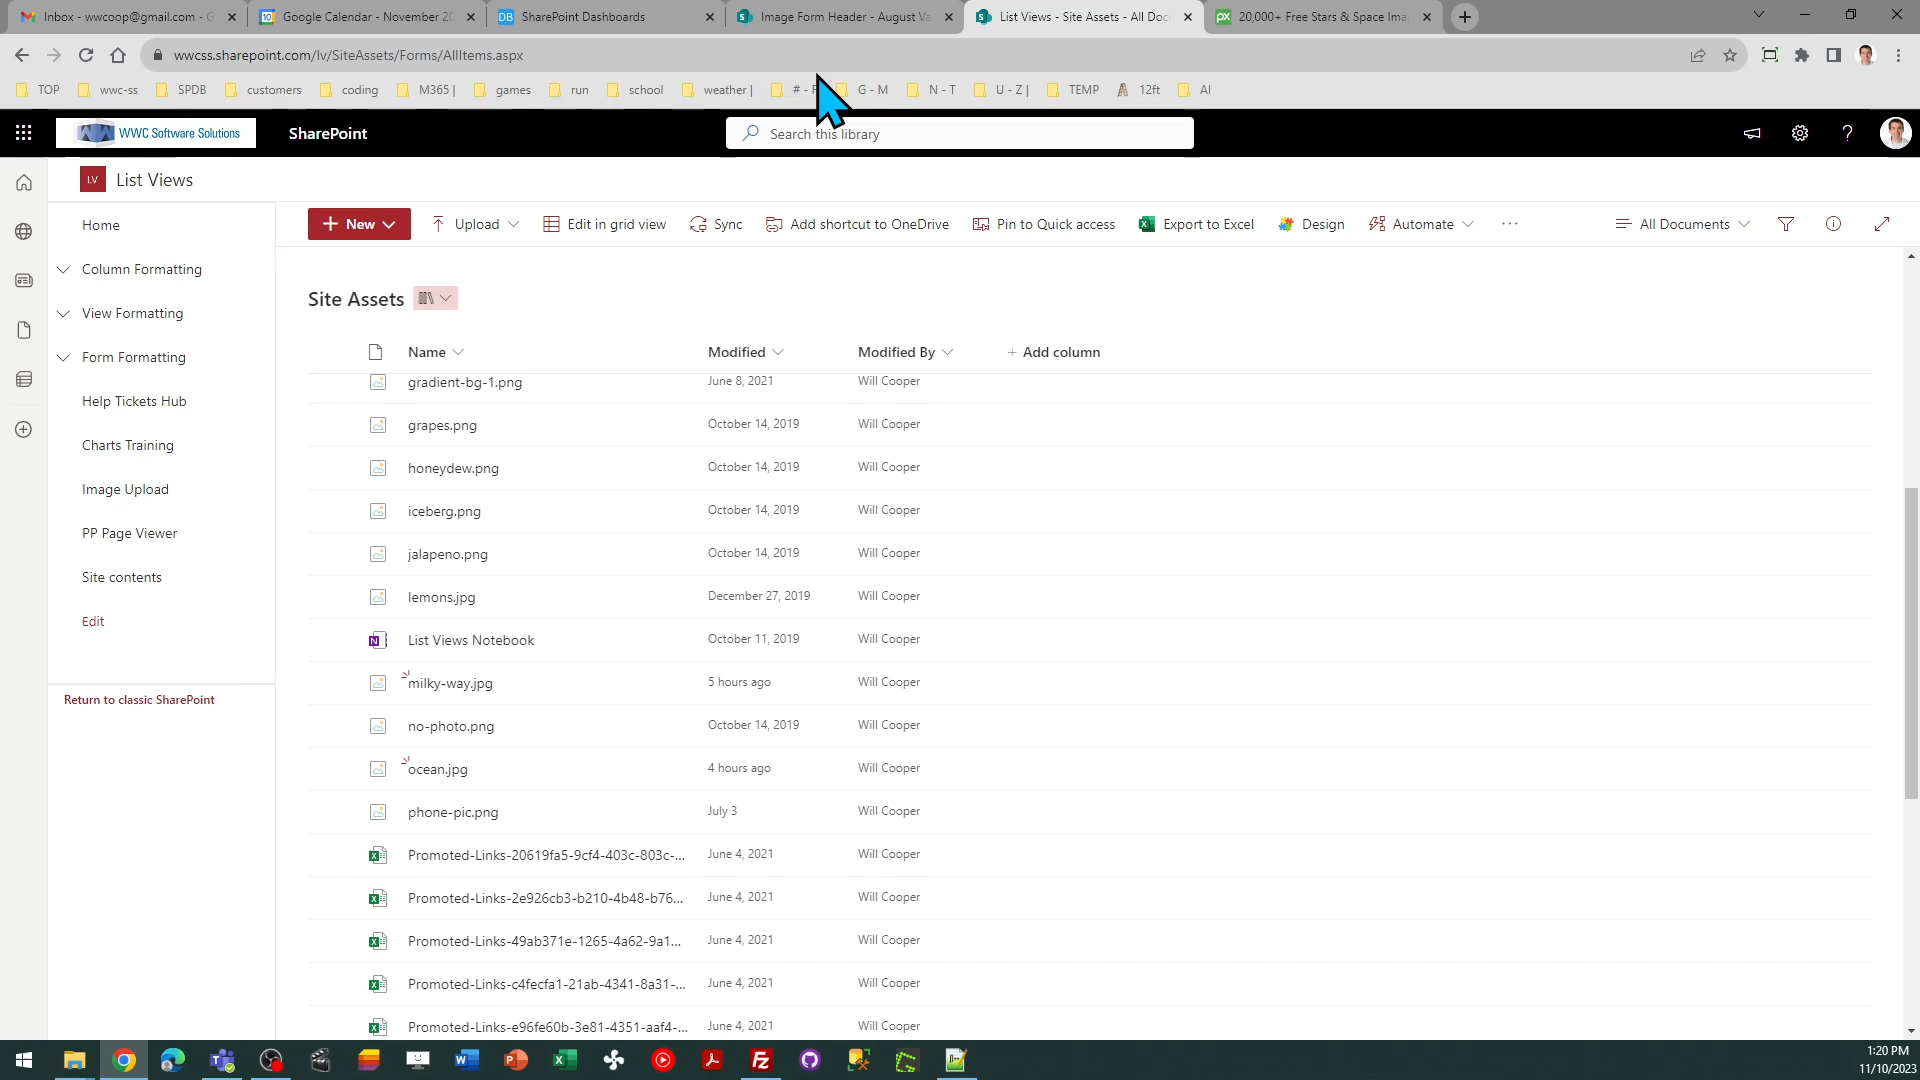 Inbox - wwcoop@gmail.com - G
Google Calendar - November 20
SharePoint Dashboards
Image Form Header - August Va
List Views - Site Assets - All Doc
20,000+ Free Stars & Space Ima
wwcss.sharepoint.com/lv/SiteAssets/Forms/AllItems.aspx
TOP
wwc-ss
SPDB
customers
coding
M365 |
games
run
school
weather |
# -
G - M
N - T
U - Z |
TEMP
12ft
AI
WWC Software Solutions
SharePoint
Search this library
LV
List Views
Home
Column Formatting
View Formatting
Form Formatting
Help Tickets Hub
Charts Training
Image Upload
PP Page Viewer
Site contents
Edit
Return to classic SharePoint
+ New
Upload
Edit in grid view
Sync
Add shortcut to OneDrive
Pin to Quick access
Export to Excel
Design
Automate
...
All Documents
Site Assets
Name Modified Modified By + Add column
gradient-bg-1.png June 8, 2021 Will Cooper
grapes.png October 14, 2019 Will Cooper
honeydew.png October 14, 2019 Will Cooper
iceberg.png October 14, 2019 Will Cooper
jalapeno.png October 14, 2019 Will Cooper
lemons.jpg December 27, 2019 Will Cooper
List Views Notebook October 11, 2019 Will Cooper
milky-way.jpg 5 hours ago Will Cooper
no-photo.png October 14, 2019 Will Cooper
ocean.jpg 4 hours ago Will Cooper
phone-pic.png July 3 Will Cooper
Promoted-Links-20619fa5-9cf4-403c-803c-... June 4, 2021 Will Cooper
Promoted-Links-2e926cb3-b210-4b48-b76... June 4, 2021 Will Cooper
Promoted-Links-49ab371e-1265-4a62-9a1... June 4, 2021 Will Cooper
Promoted-Links-c4fecfa1-21ab-4341-8a31-... June 4, 2021 Will Cooper
Promoted-Links-e96fe60b-3e81-4351-aaf4-... June 4, 2021 Will Cooper
1:20 PM
11/10/2023